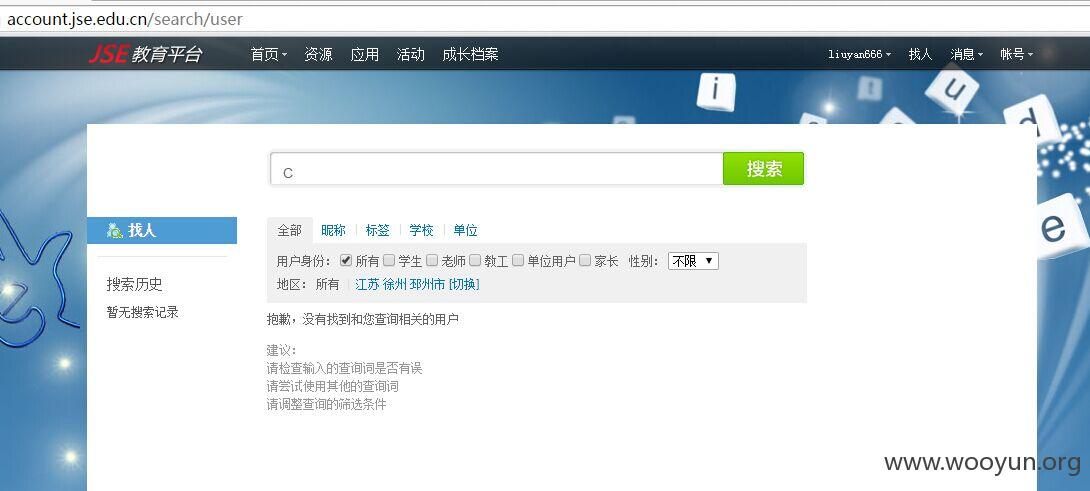 account.jse.edu.cn/search/user
JSE 教育平台 首页 资源 应用 活动 成长档案 liuyan666 找人 消息 帐号
i
u
d
e
C 搜索
找人
搜索历史
暂无搜索记录
全部 昵称 标签 学校 单位
用户身份： 所有 学生 老师 教工 单位用户 家长 性别： 不限
地区： 所有 江苏 徐州 邳州市 [切换]
抱歉，没有找到和您查询相关的用户
建议：
请检查输入的查询词是否有误
请尝试使用其他的查询词
请调整查询的筛选条件
www.wooyun.org